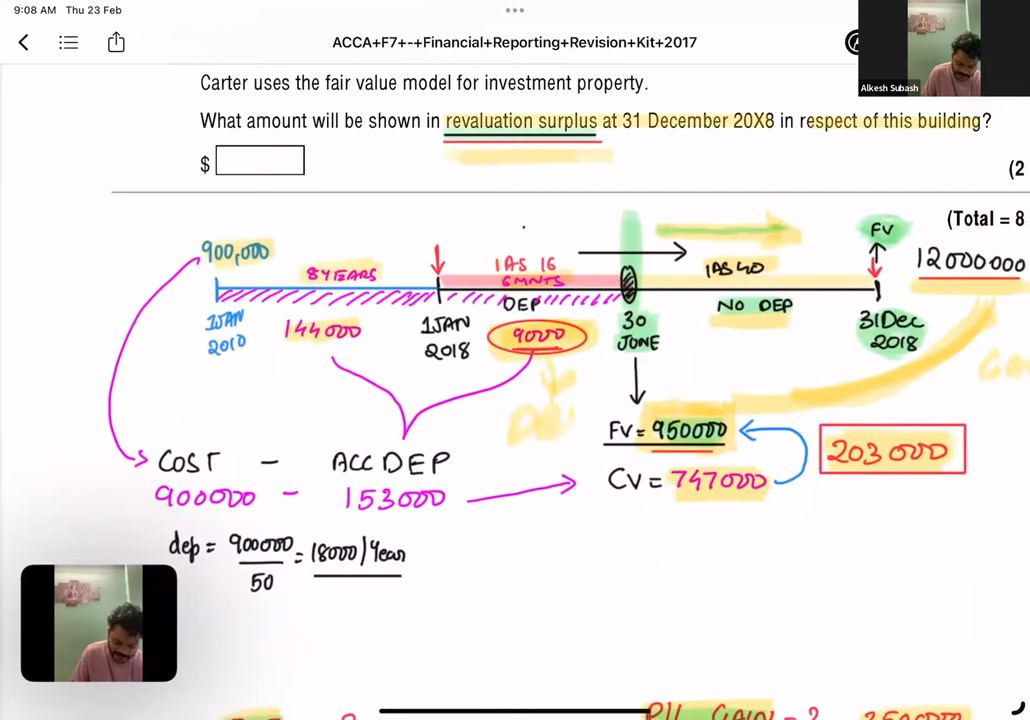 9:08 AM Thu 23 Feb
ACCA+F7+-+Financial+Reporting+Revision+Kit+2017
Alkesh Subash
Carter uses the fair value model for investment property.
What amount will be shown in revaluation surplus at 31 December 20X8 in respect of this building?
$
(2
(Total = 8
900,000
8 YEARS
IAS 16
6 MNTS
DEP
IAS 40
NO DEP
FV
12000000
1 JAN
2010
144000
1 JAN
2018
9000
30
JUNE
31 Dec
2018
FV = 950000
CV = 747000
203000
COST - ACC DEP
900000 - 153000
dep = 900000 / 50 = 18000 / Year